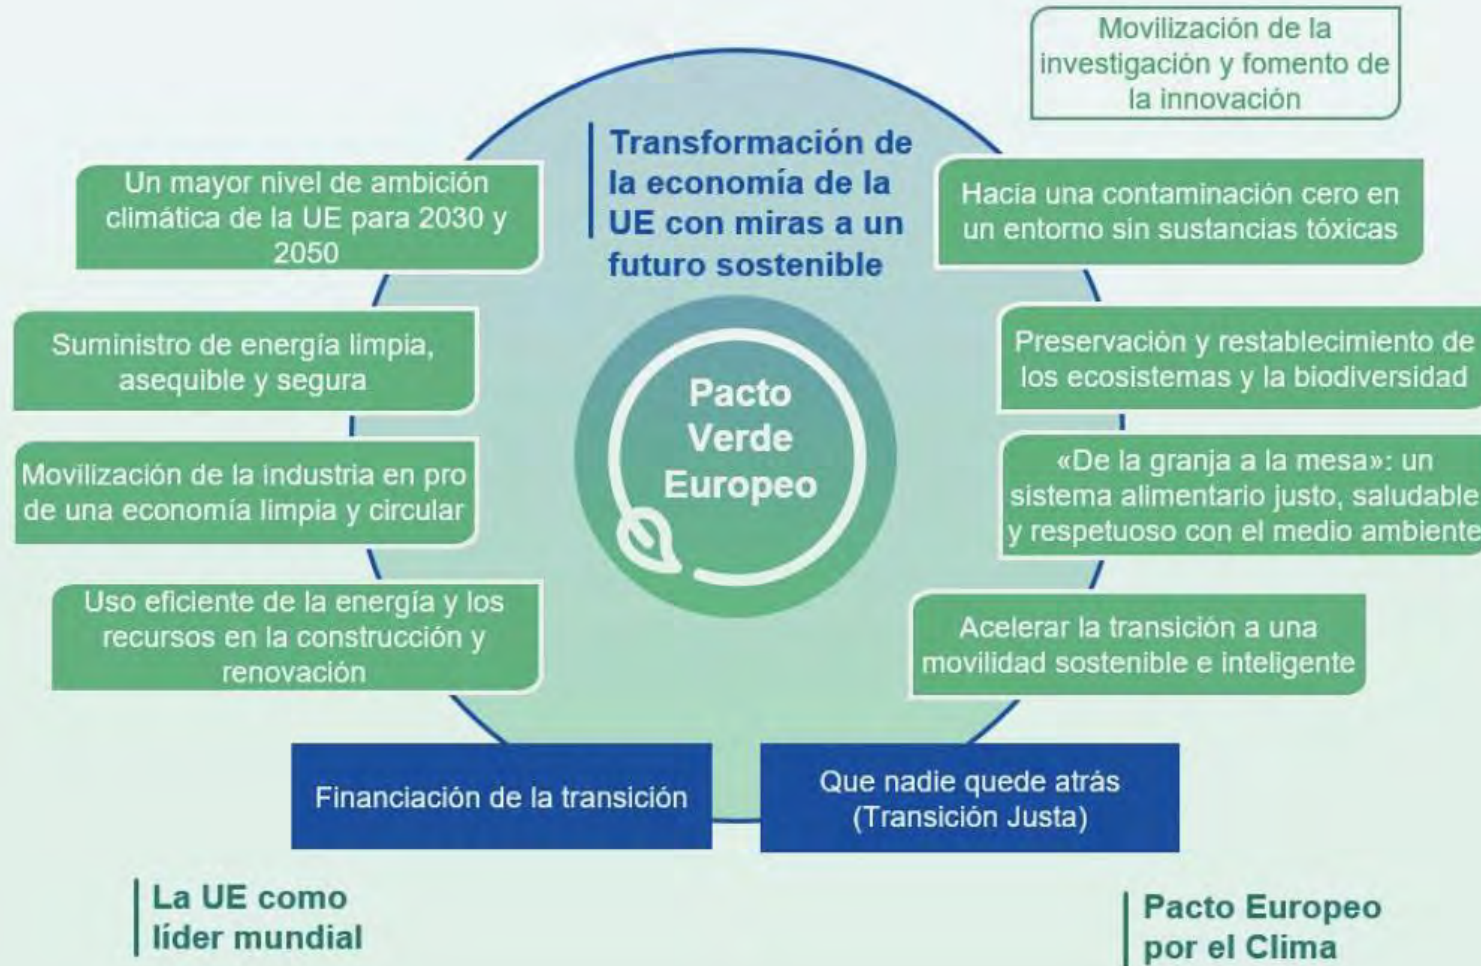 Movilización de la
investigación y fomento de
la innovación
Transformación de
la economía de la
UE con miras a un
futuro sostenible
Un mayor nivel de ambición
climática de la UE para 2030 y
2050
Hacia una contaminación cero en
un entorno sin sustancias tóxicas
Suministro de energía limpia,
asequible y segura
Preservación y restablecimiento de
los ecosistemas y la biodiversidad
Pacto
Verde
Europeo
Movilización de la industria en pro
de una economía limpia y circular
«De la granja a la mesa»: un
sistema alimentario justo, saludable
y respetuoso con el medio ambiente
Uso eficiente de la energía y los
recursos en la construcción y
renovación
Acelerar la transición a una
movilidad sostenible e inteligente
Financiación de la transición
Que nadie quede atrás
(Transición Justa)
La UE como
líder mundial
Pacto Europeo
por el Clima